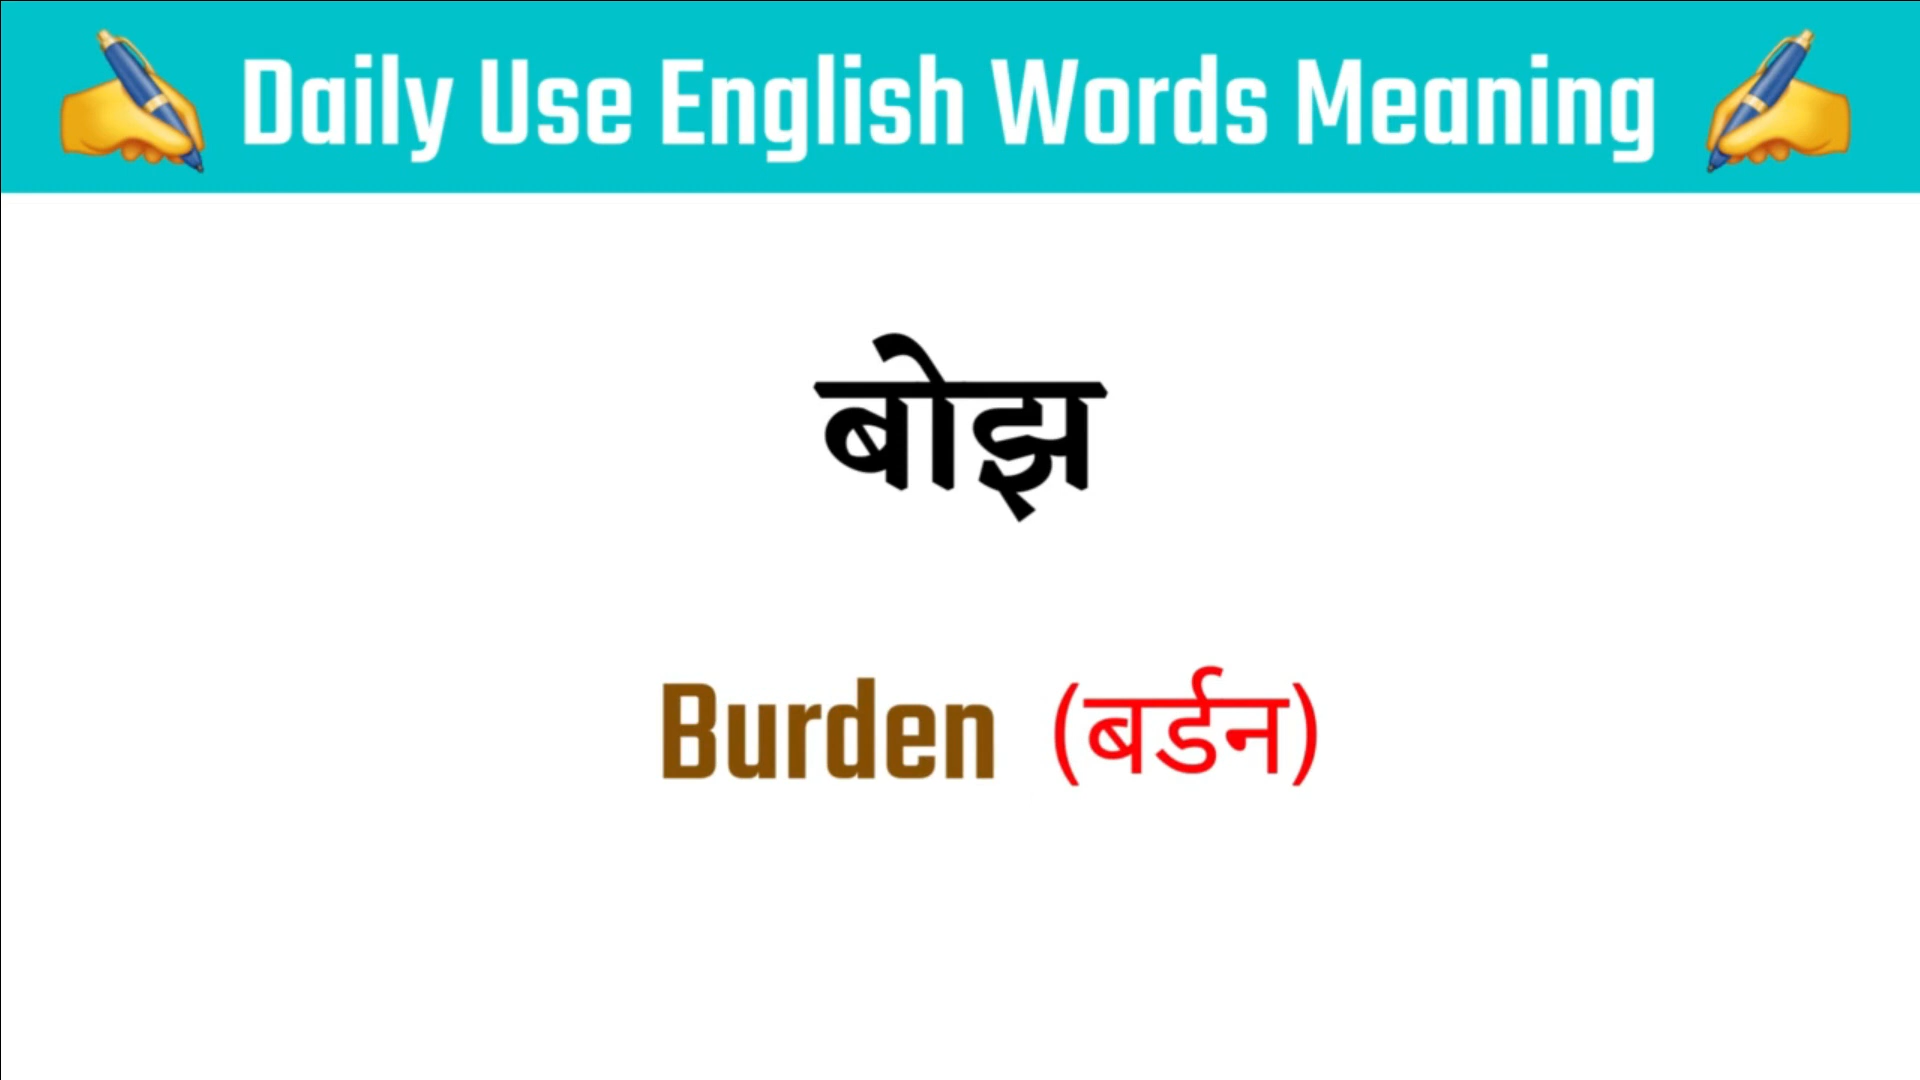 Daily Use English Words Meaning
बोझ
Burden (बर्डन)